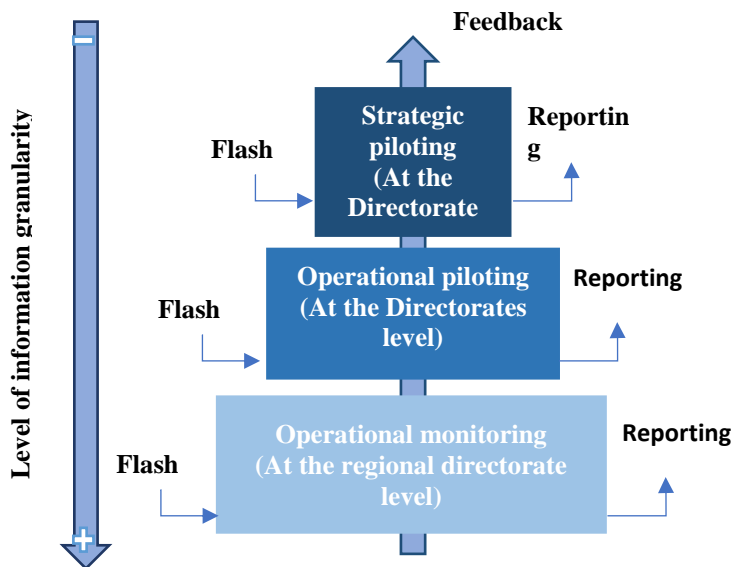 Feedback
Level of information granularity
−
Strategic
piloting
(At the
Directorate
Flash
Reportin
g
Operational piloting
(At the Directorates
level)
Flash
Reporting
Operational monitoring
(At the regional directorate
level)
Flash
Reporting
+